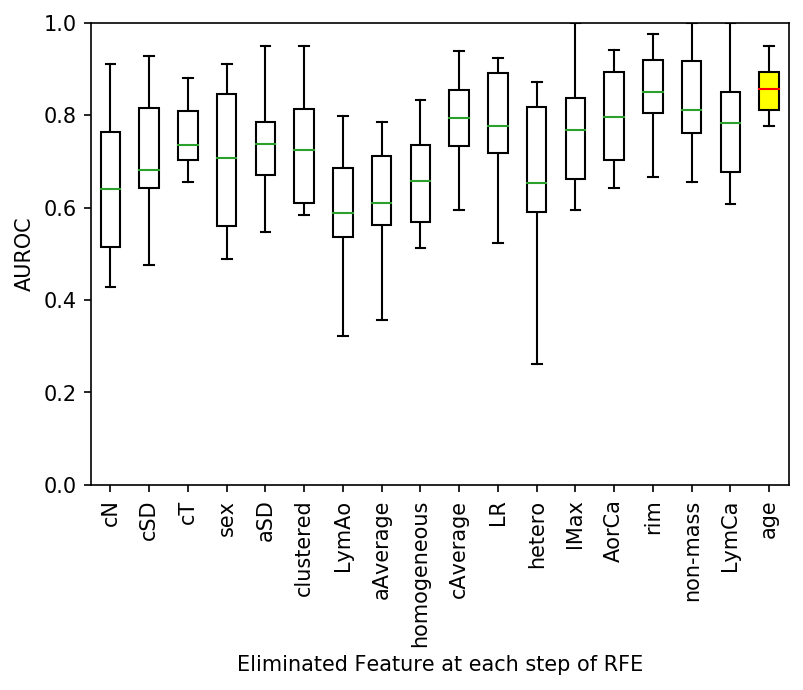 1.0
0.8
0.6
0.4
0.2
0.0
AUROC
cN
cSD
cT
sex
aSD
clustered
LymAo
aAverage
homogeneous
cAverage
LR
hetero
lMax
AorCa
rim
non-mass
LymCa
age
Eliminated Feature at each step of RFE